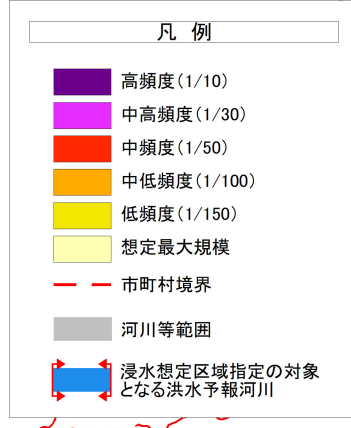 凡 例
高頻度(1/10)
中高頻度(1/30)
中頻度(1/50)
中低頻度(1/100)
低頻度(1/150)
想定最大規模
市町村境界
河川等範囲
浸水想定区域指定の対象
となる洪水予報河川